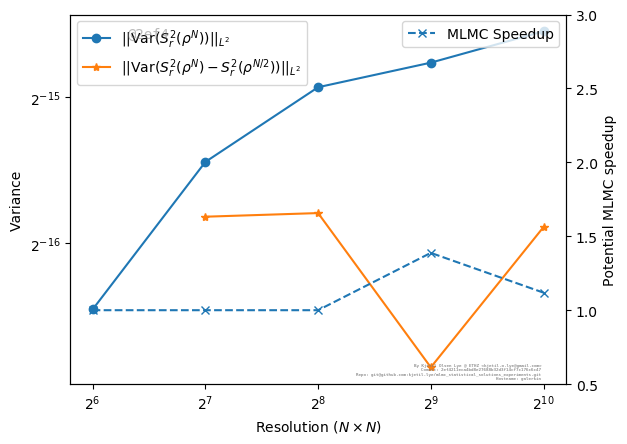 ||Var(S_r^2(ρ^N))||_{L^2}
||Var(S_r^2(ρ^N) − S_r^2(ρ^{N/2}))||_{L^2}
MLMC Speedup
Variance
2^{-15}
2^{-16}
3.0
2.5
2.0
1.5
1.0
0.5
Potential MLMC speedup
2^6
2^7
2^8
2^9
2^{10}
Resolution (N × N)